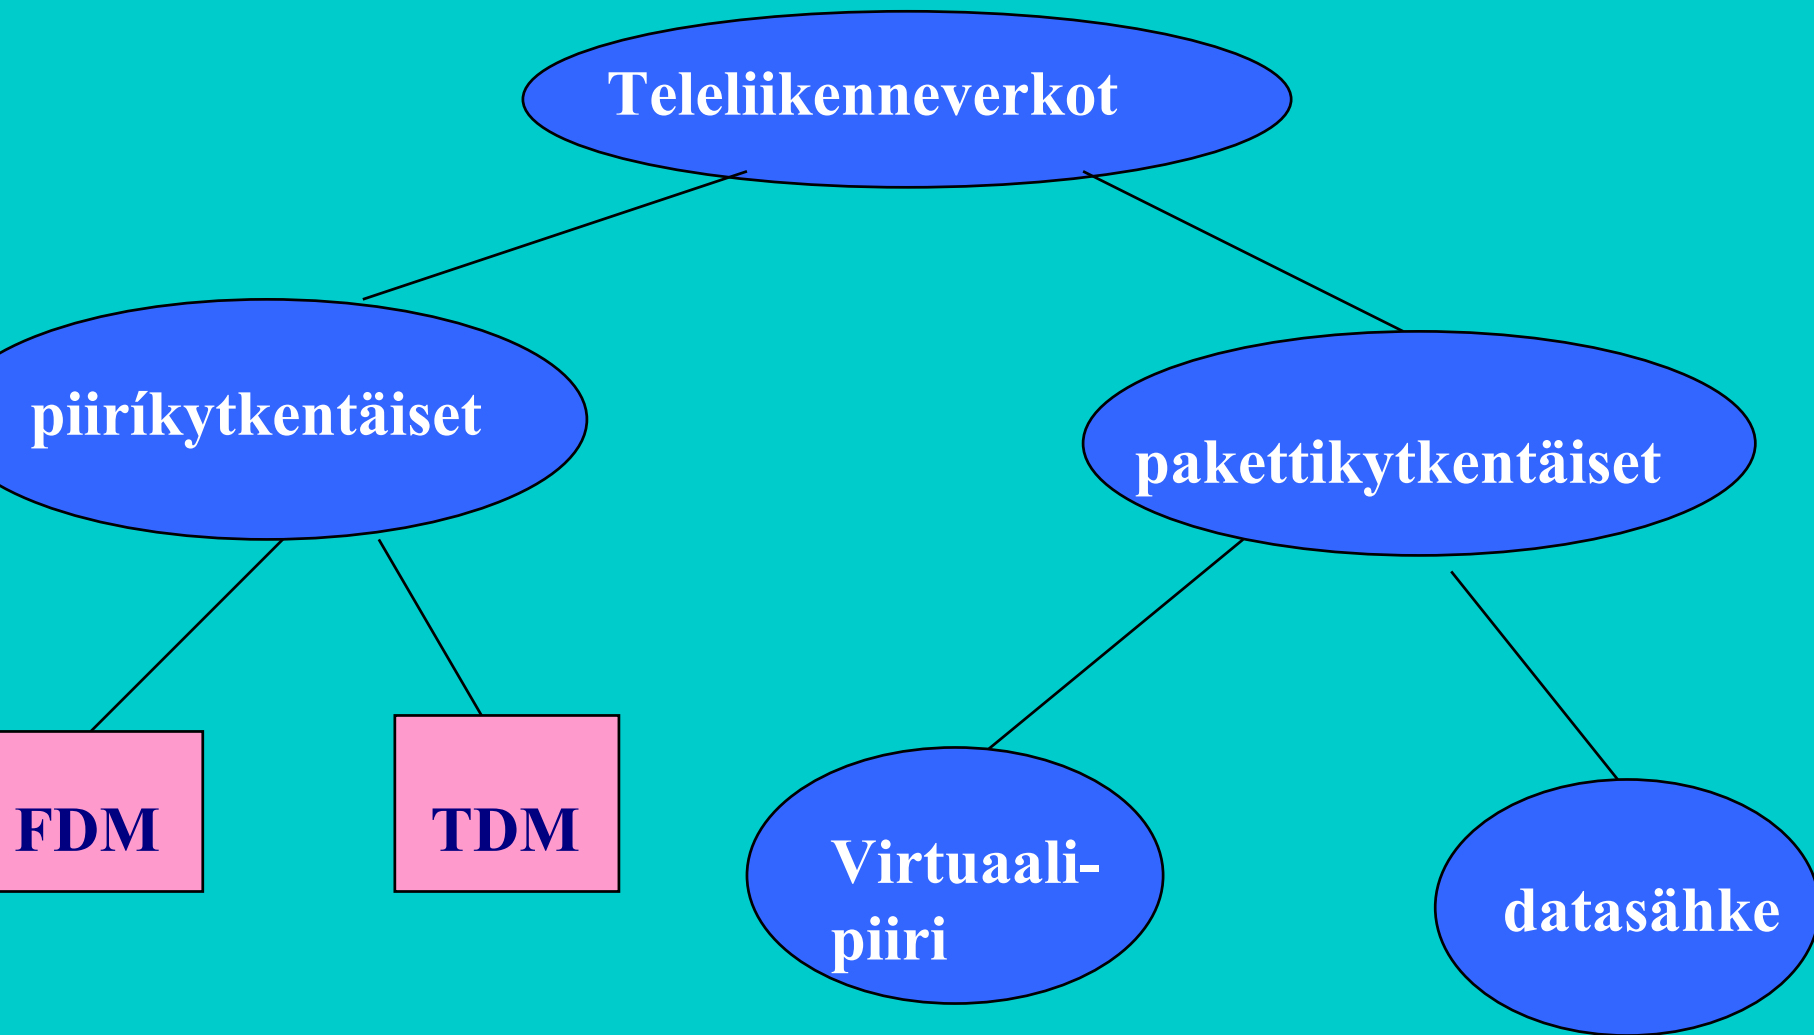 Teleliikenneverkot
piiríkytkentäiset
pakettikytkentäiset
FDM
TDM
Virtuaali-
piiri
datasähke